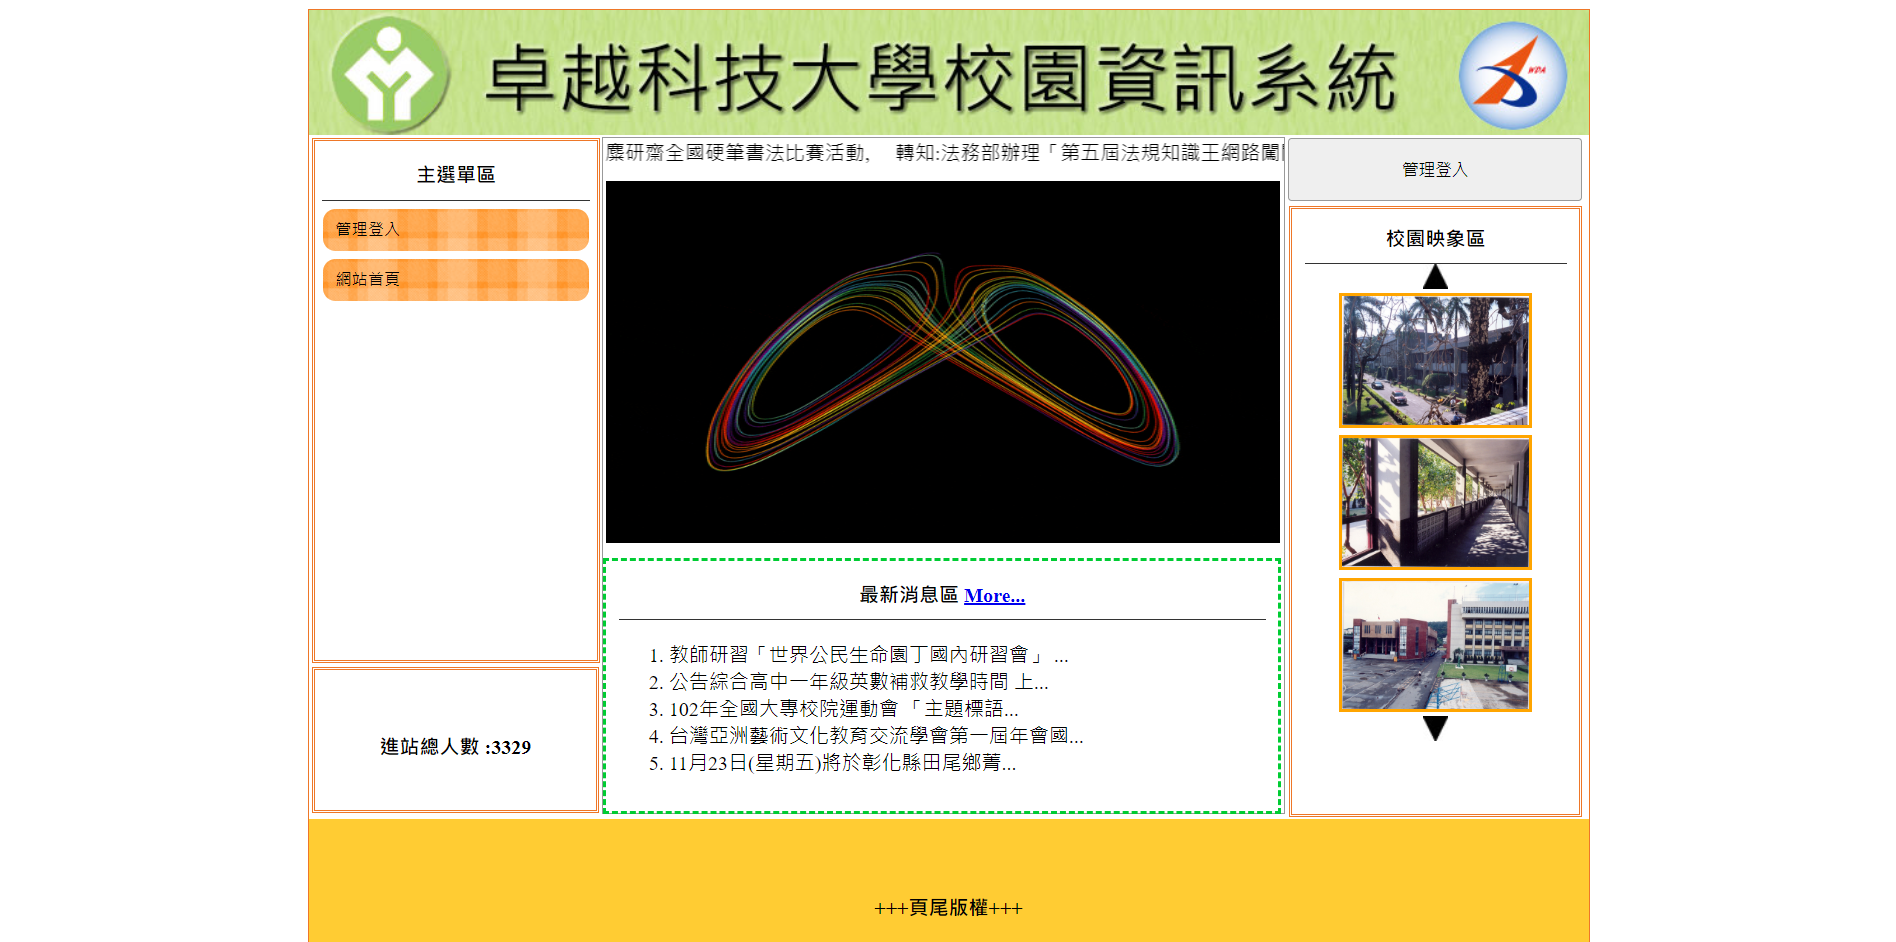 卓越科技大學校園資訊系統
WDA
主選單區
管理登入
網站首頁
進站總人數 :3329
麋研齋全國硬筆書法比賽活動, 轉知:法務部辦理「第五屆法規知識王網路闖
最新消息區 More...
1. 教師研習「世界公民生命園丁國內研習會」 ...
2. 公告綜合高中一年級英數補救教學時間 上...
3. 102年全國大專校院運動會 「主題標語...
4. 台灣亞洲藝術文化教育交流學會第一屆年會國...
5. 11月23日(星期五)將於彰化縣田尾鄉菁...
管理登入
校園映象區
+++頁尾版權+++